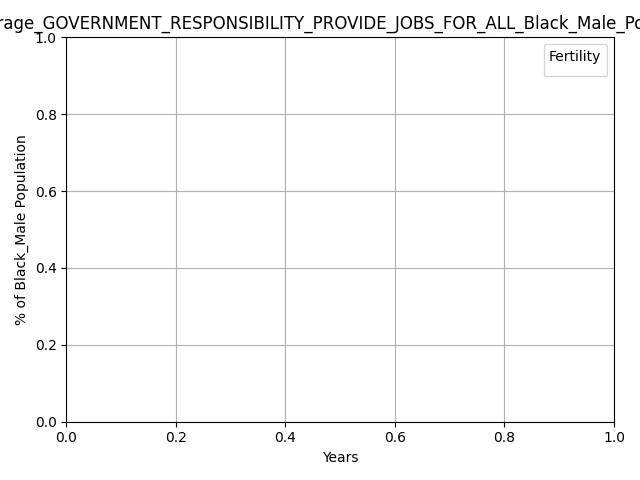 rage_GOVERNMENT_RESPONSIBILITY_PROVIDE_JOBS_FOR_ALL_Black_Male_Po
Fertility
% of Black_Male Population
1.0
0.8
0.6
0.4
0.2
0.0
0.0 0.2 0.4 0.6 0.8 1.0
Years